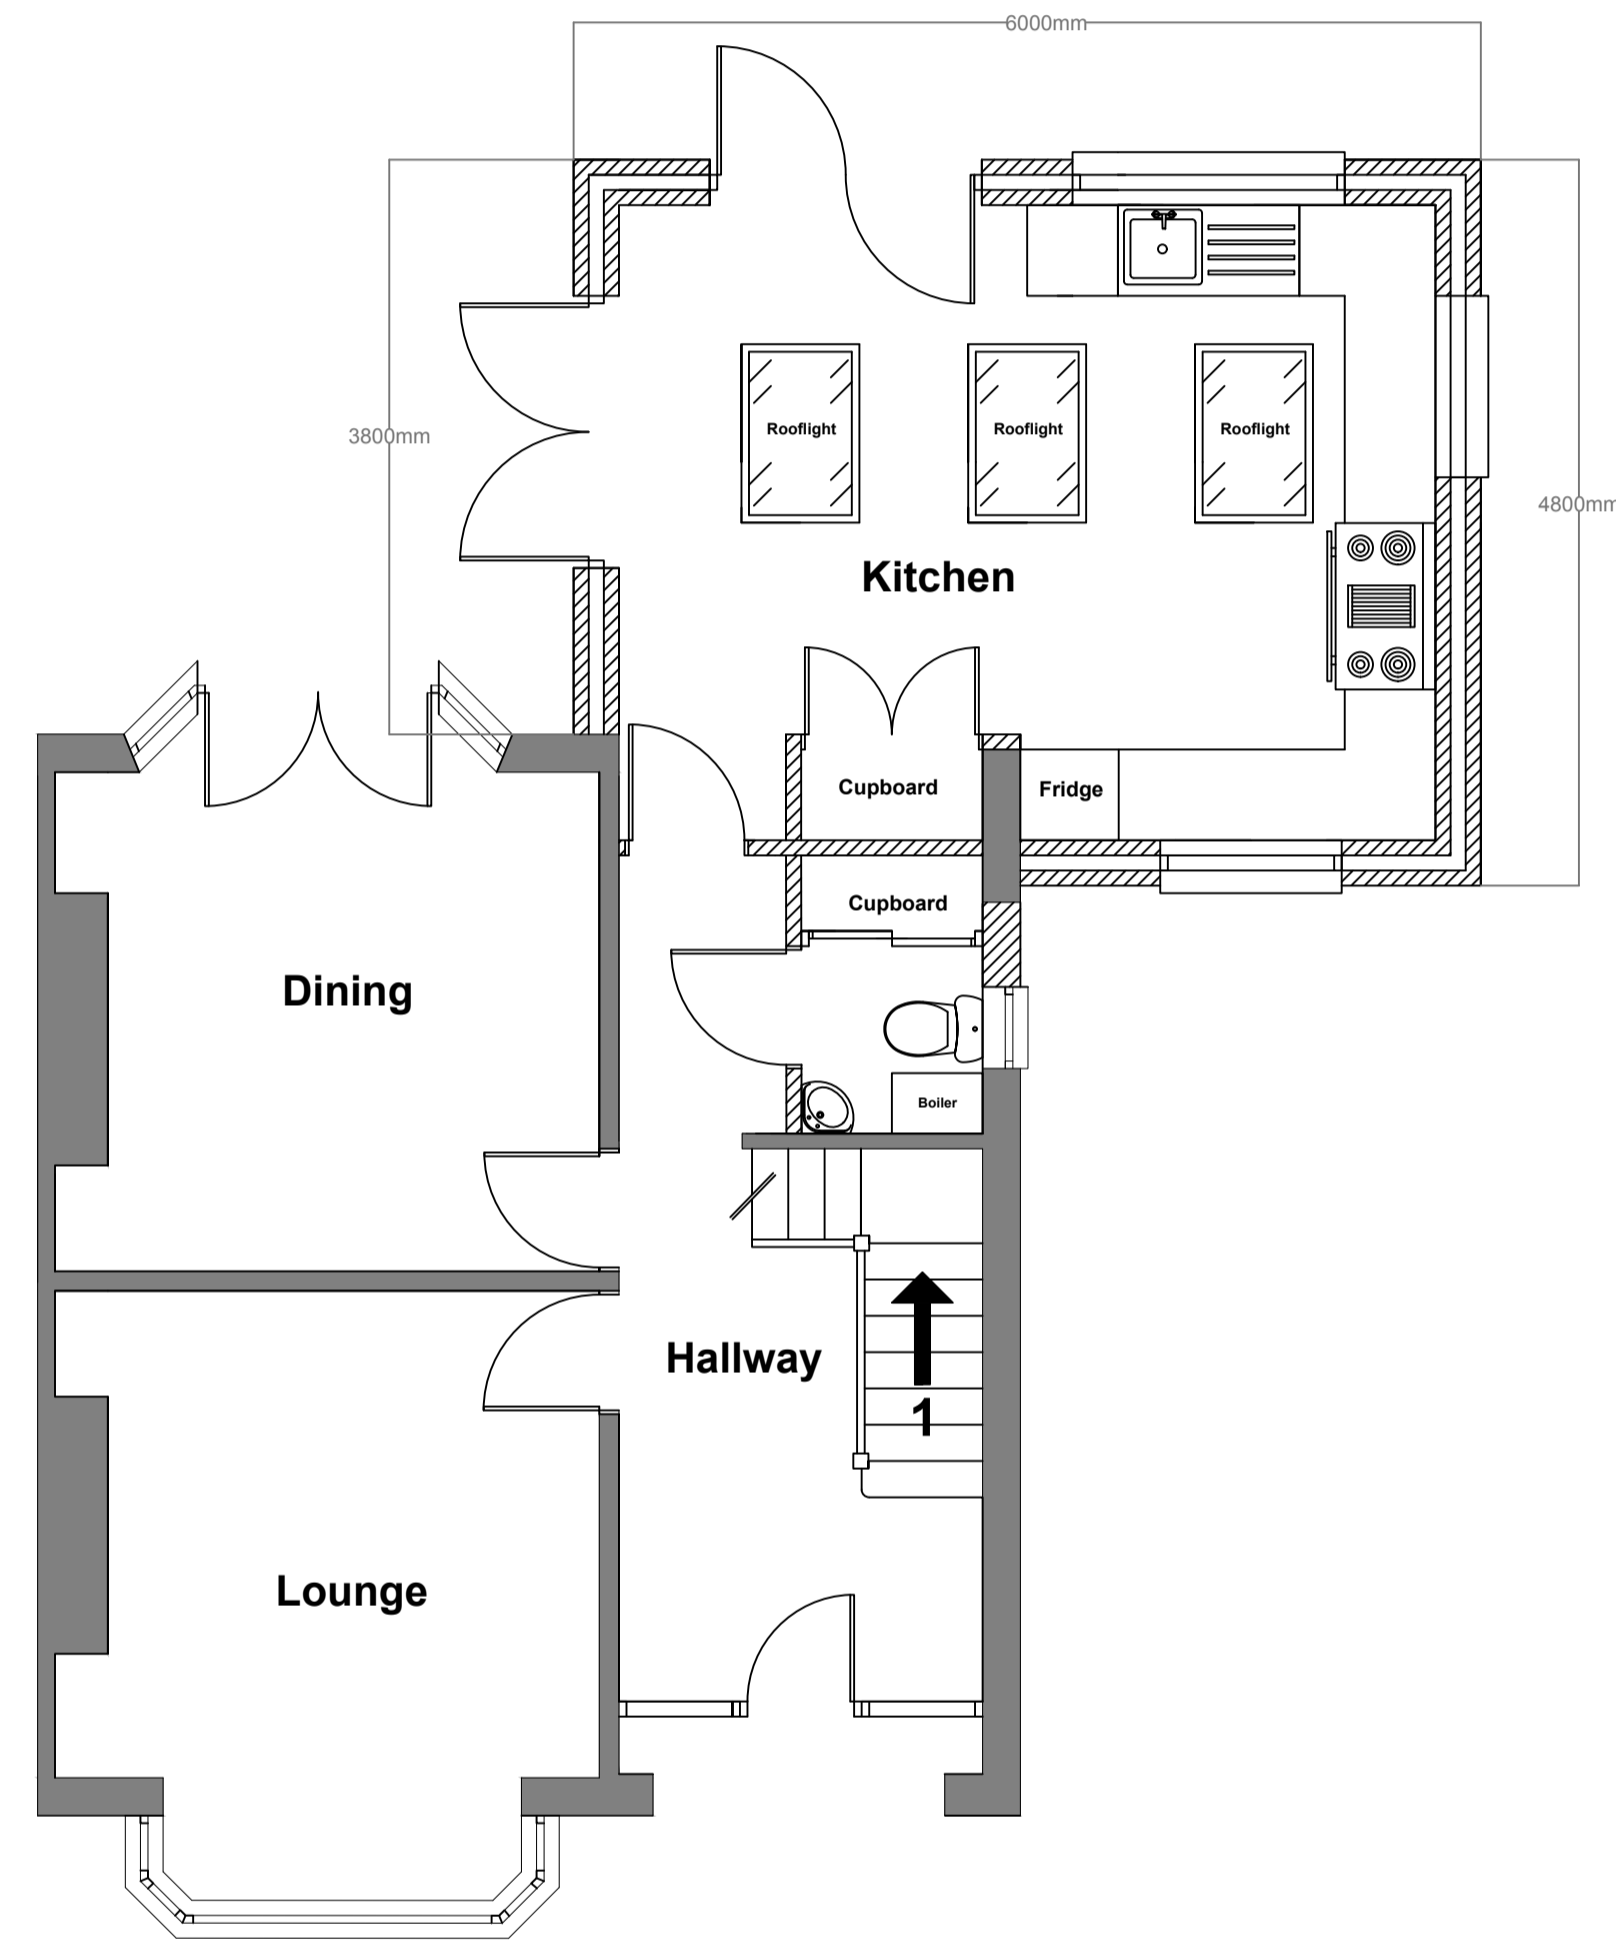 6000mm
Rooflight
Rooflight
Rooflight
3800mm
4800mm
Kitchen
Cupboard
Fridge
Cupboard
Dining
Boiler
Hallway
1
Lounge